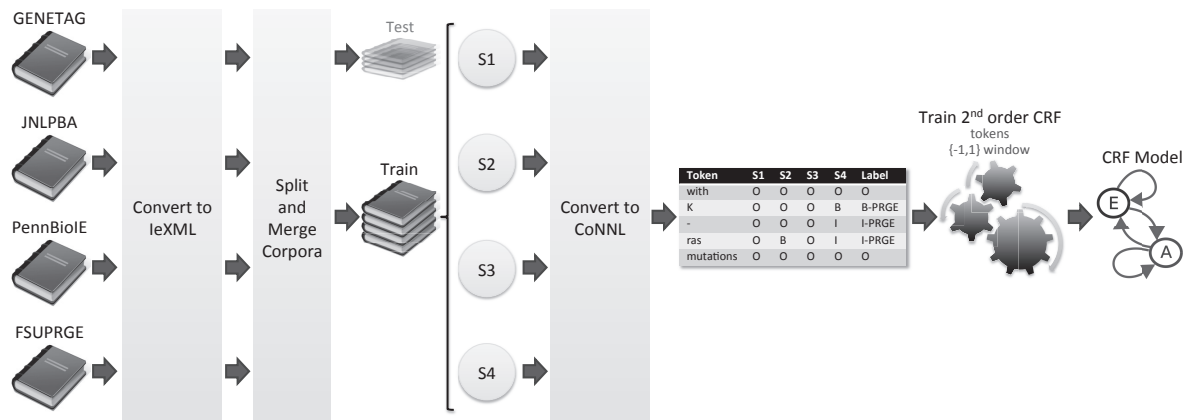 GENETAG
JNLPBA
PennBioIE
FSUPRGE
Convert to
IeXML
Split
and
Merge
Corpora
Test
Train
S1
S2
S3
S4
Convert to
CoNNL
Token S1 S2 S3 S4 Label
with O O O O O
K O O O B B-PRGE
- O O O I I-PRGE
ras O B O I I-PRGE
mutations O O O O O
Train 2nd order CRF
tokens
{-1,1} window
CRF Model
E
A